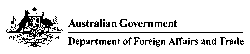 Australian Government
Department of Foreign Affairs and Trade